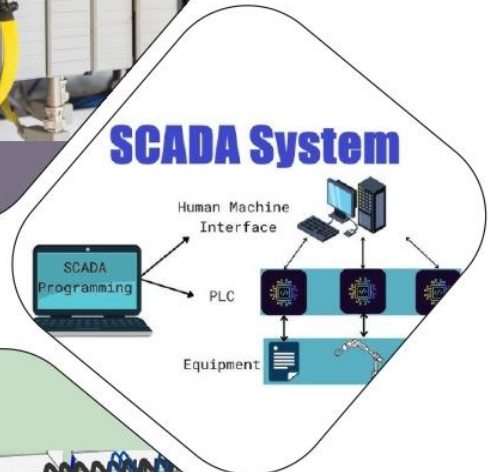 SCADA System
Human Machine
Interface
SCADA
Programming
PLC
Equipment